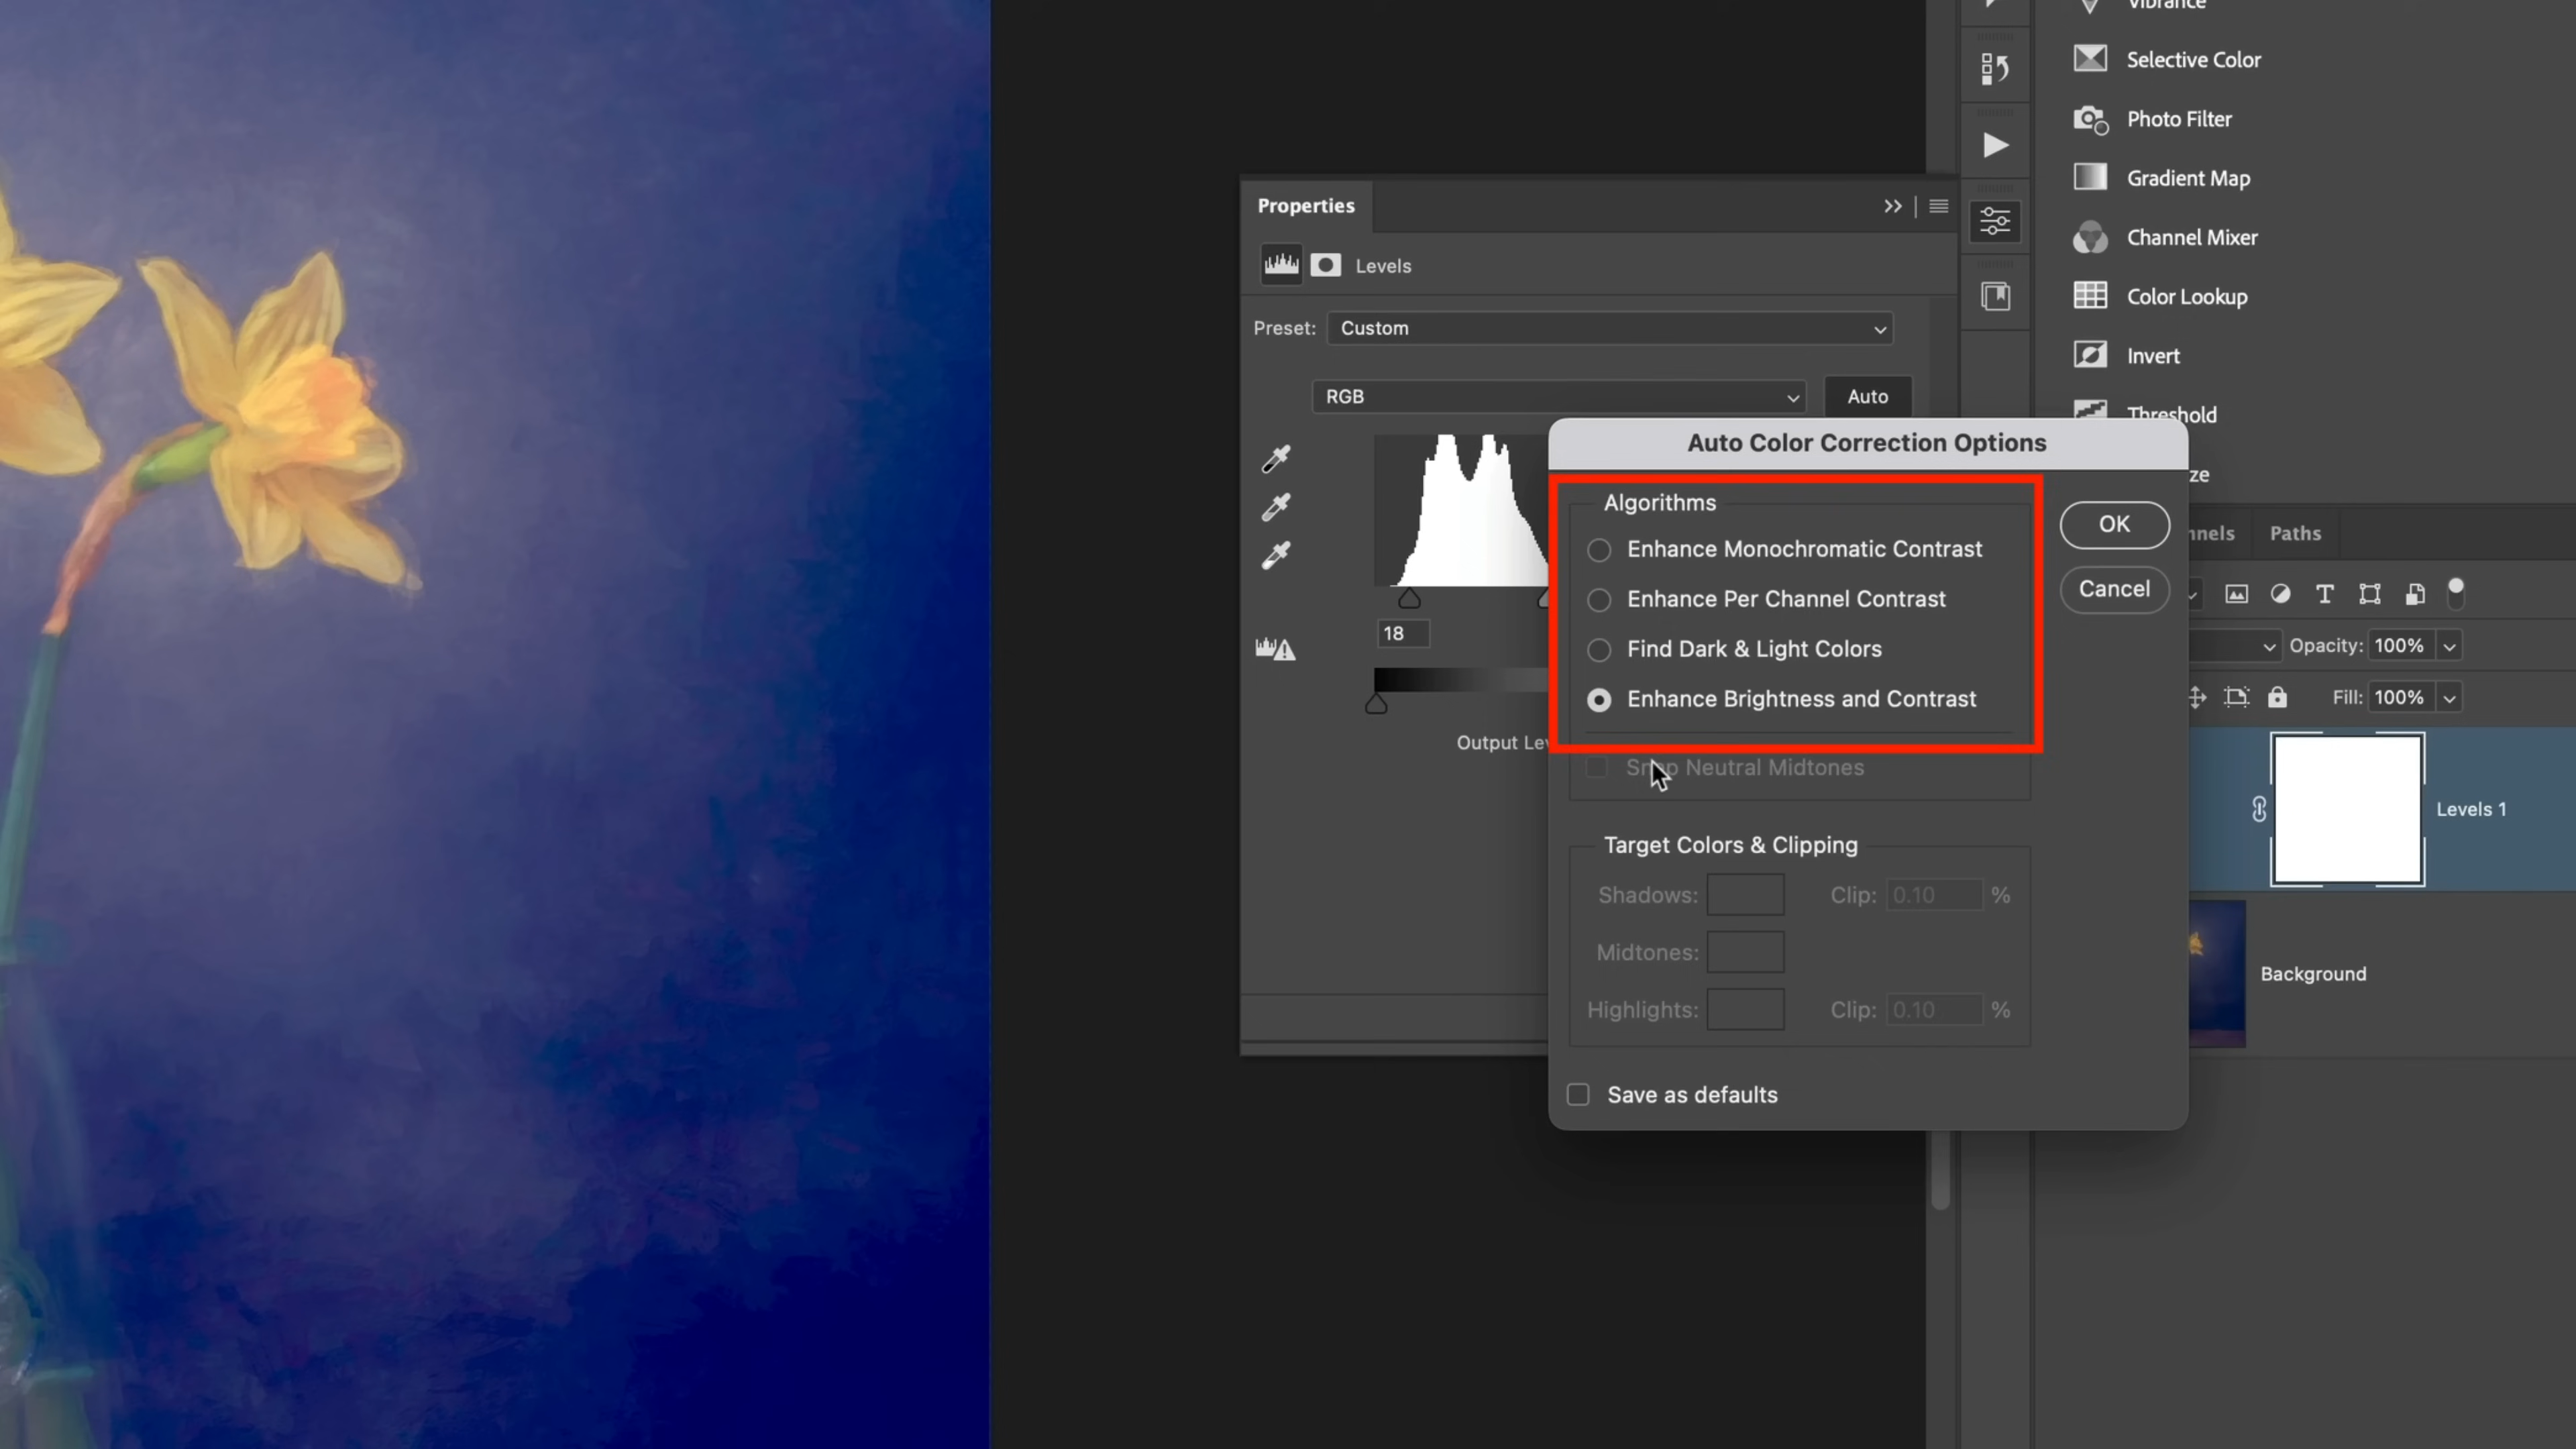 Vibrance
Selective Color
Photo Filter
Gradient Map
Channel Mixer
Color Lookup
Invert
Threshold
Properties
Levels
Preset: Custom
RGB
Auto
18
Auto Color Correction Options
Algorithms
Enhance Monochromatic Contrast
Enhance Per Channel Contrast
Find Dark & Light Colors
Enhance Brightness and Contrast
Snap Neutral Midtones
Target Colors & Clipping
Shadows: Clip: 0.10 %
Midtones:
Highlights: Clip: 0.10 %
Save as defaults
OK
Cancel
Paths
Opacity: 100%
Fill: 100%
Levels 1
Background